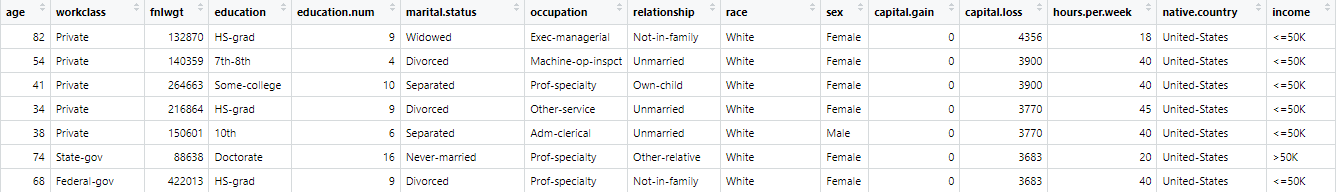 age workclass fnlwgt education education.num marital.status occupation relationship race sex capital.gain capital.loss hours.per.week native.country income
82 Private 132870 HS-grad 9 Widowed Exec-managerial Not-in-family White Female 0 4356 18 United-States <=50K
54 Private 140359 7th-8th 4 Divorced Machine-op-inspct Unmarried White Female 0 3900 40 United-States <=50K
41 Private 264663 Some-college 10 Separated Prof-specialty Own-child White Female 0 3900 40 United-States <=50K
34 Private 216864 HS-grad 9 Divorced Other-service Unmarried White Female 0 3770 45 United-States <=50K
38 Private 150601 10th 6 Separated Adm-clerical Unmarried White Male 0 3770 40 United-States <=50K
74 State-gov 88638 Doctorate 16 Never-married Prof-specialty Other-relative White Female 0 3683 20 United-States >50K
68 Federal-gov 422013 HS-grad 9 Divorced Prof-specialty Not-in-family White Female 0 3683 40 United-States <=50K